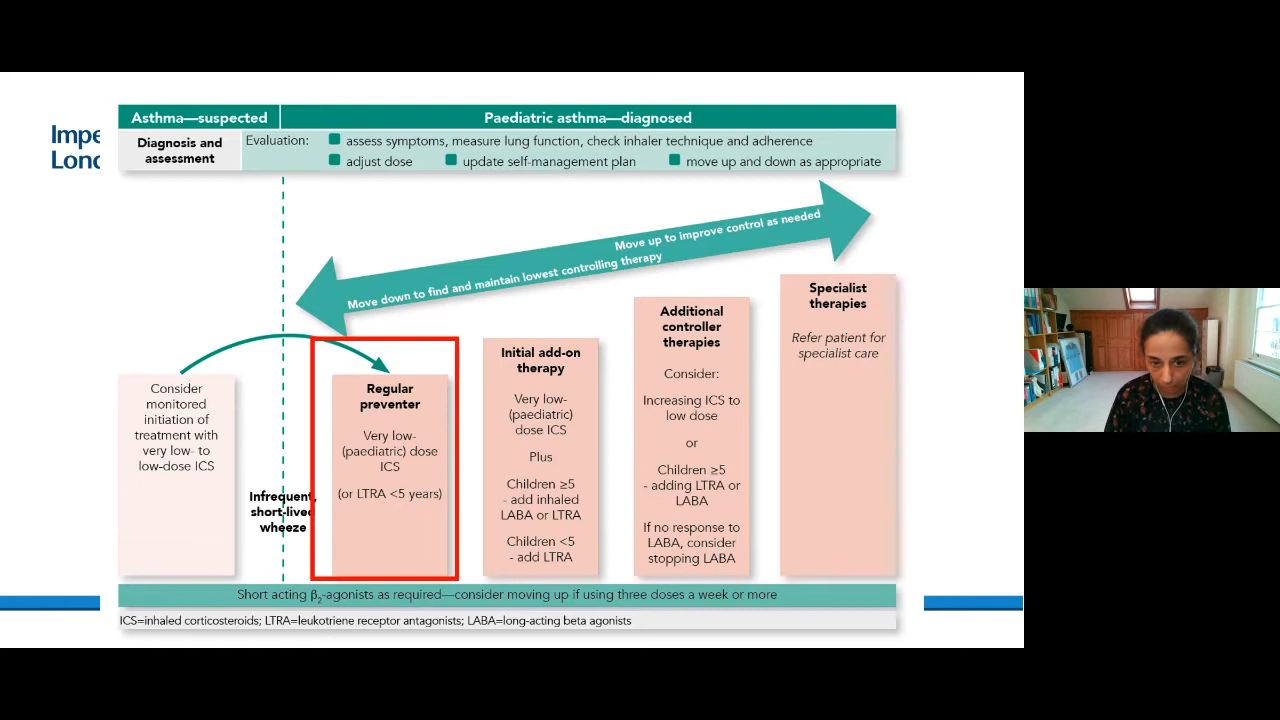 Impe
Lonc
Asthma—suspected
Paediatric asthma—diagnosed
Diagnosis and
assessment
Evaluation:
assess symptoms, measure lung function, check inhaler technique and adherence
adjust dose
update self-management plan
move up and down as appropriate
Move up to improve control as needed
Move down to find and maintain lowest controlling therapy
Consider
monitored
initiation of
treatment with
very low- to
low-dose ICS
Infrequent,
short-lived
wheeze
Regular
preventer
Very low-
(paediatric) dose
ICS
(or LTRA <5 years)
Initial add-on
therapy
Very low-
(paediatric)
dose ICS
Plus
Children ≥5
- add inhaled
LABA or LTRA
Children <5
- add LTRA
Additional
controller
therapies
Consider:
Increasing ICS to
low dose
or
Children ≥5
- adding LTRA or
LABA
If no response to
LABA, consider
stopping LABA
Specialist
therapies
Refer patient for
specialist care
Short acting β2-agonists as required—consider moving up if using three doses a week or more
ICS=inhaled corticosteroids; LTRA=leukotriene receptor antagonists; LABA=long-acting beta agonists